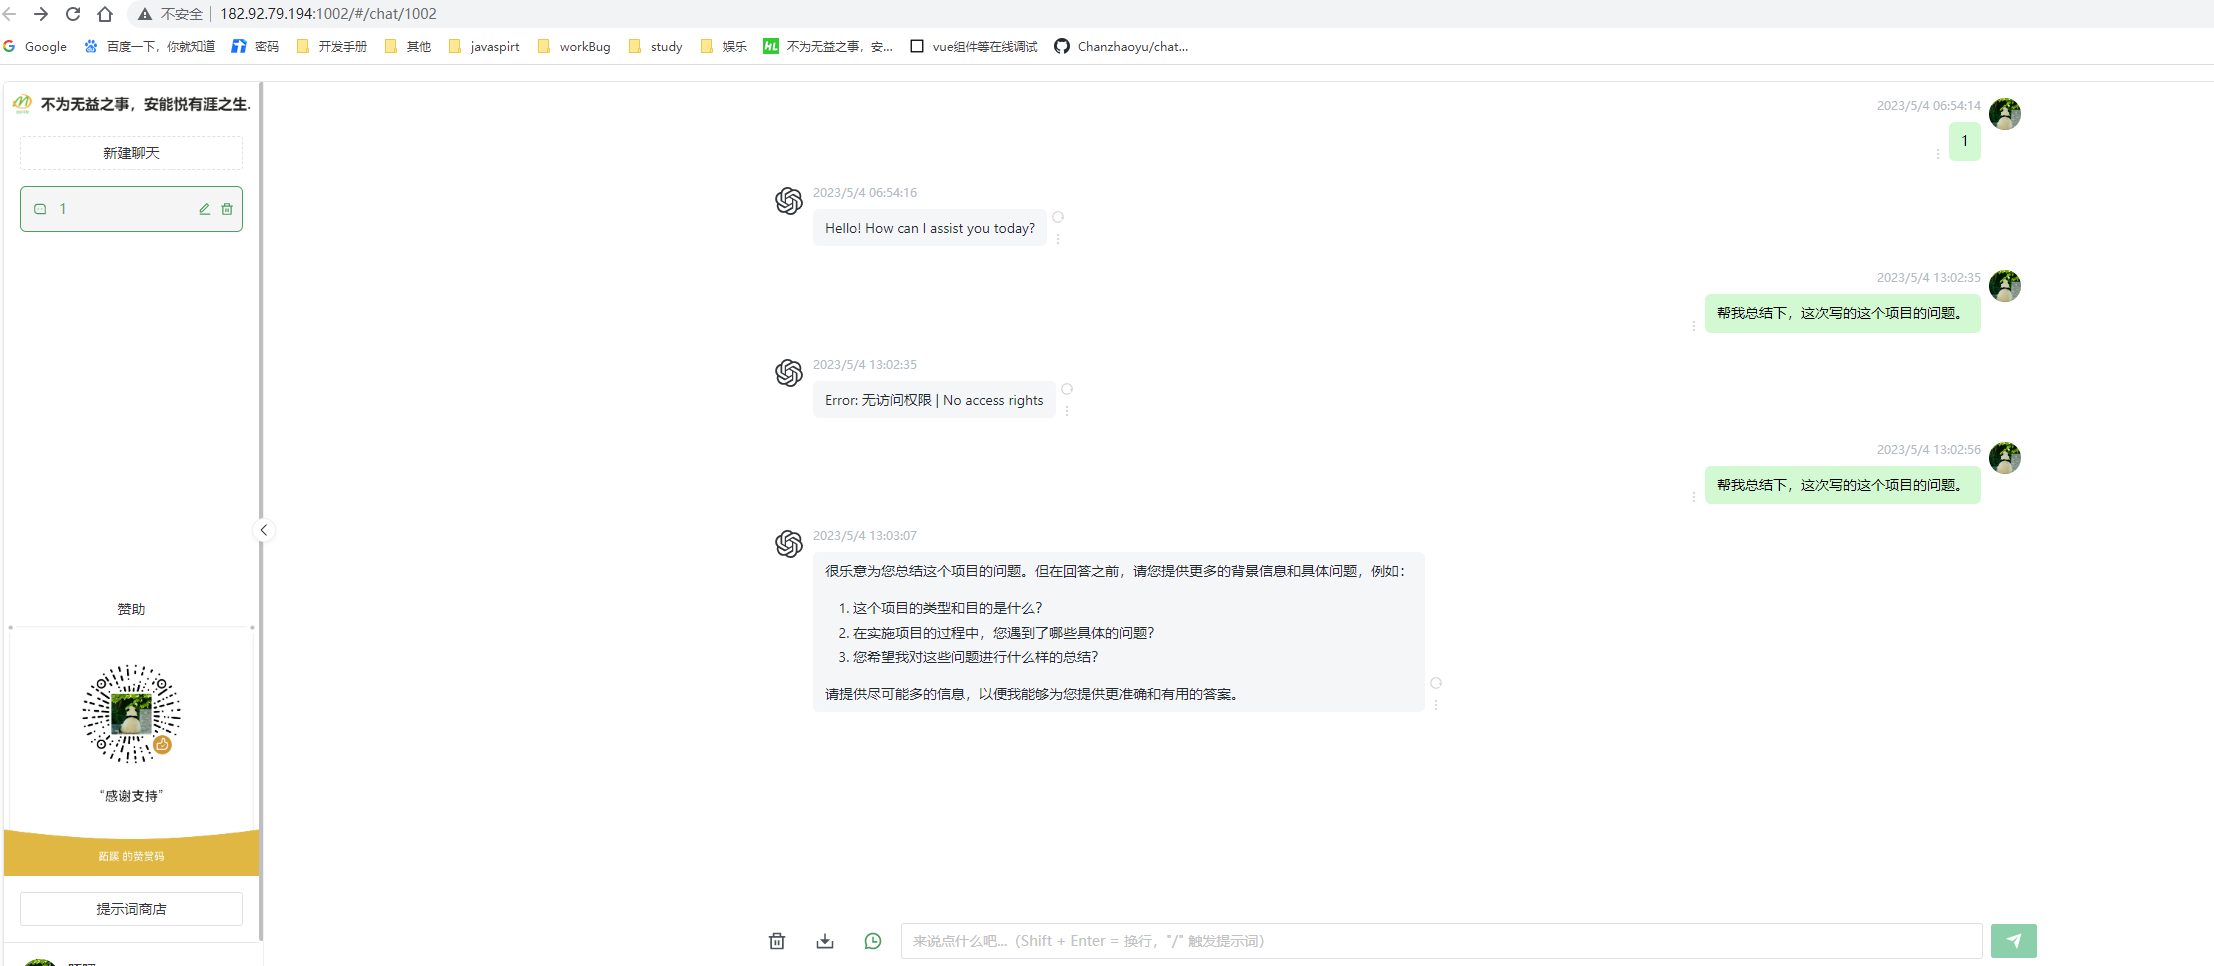 不安全 182.92.79.194:1002/#/chat/1002
Google 百度一下，你就知道 密码 开发手册 其他 javaspirt workBug study 娱乐 不为无益之事，安... vue组件等在线调试 Chanzhaoyu/chat...
不为无益之事，安能悦有涯之生.
新建聊天
1
赞助
“感谢支持”
的赞赏码
提示词商店
2023/5/4 06:54:14
1
2023/5/4 06:54:16
Hello! How can I assist you today?
2023/5/4 13:02:35
帮我总结下，这次写的这个项目的问题。
2023/5/4 13:02:35
Error: 无访问权限 | No access rights
2023/5/4 13:02:56
帮我总结下，这次写的这个项目的问题。
2023/5/4 13:03:07
很乐意为您总结这个项目的问题。但在回答之前，请您提供更多的背景信息和具体问题，例如：
1. 这个项目的类型和目的是什么？
2. 在实施项目的过程中，您遇到了哪些具体的问题？
3. 您希望我对这些问题进行什么样的总结？
请提供尽可能多的信息，以便我能够为您提供更准确和有用的答案。
来说点什么吧...（Shift + Enter = 换行，"/" 触发提示词）